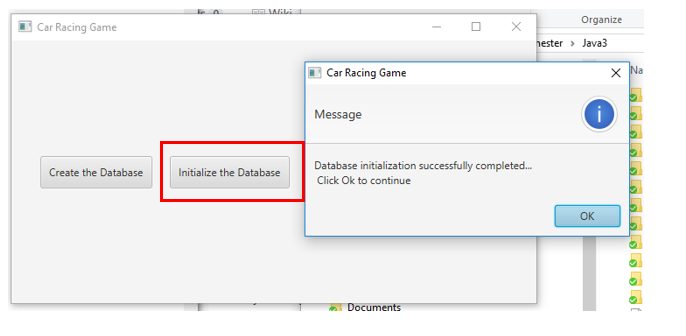 Wiki
Organize
Car Racing Game
mester > Java3
Car Racing Game
Na
Message
Create the Database
Initialize the Database
Database initialization successfully completed...
Click Ok to continue
OK
Documents